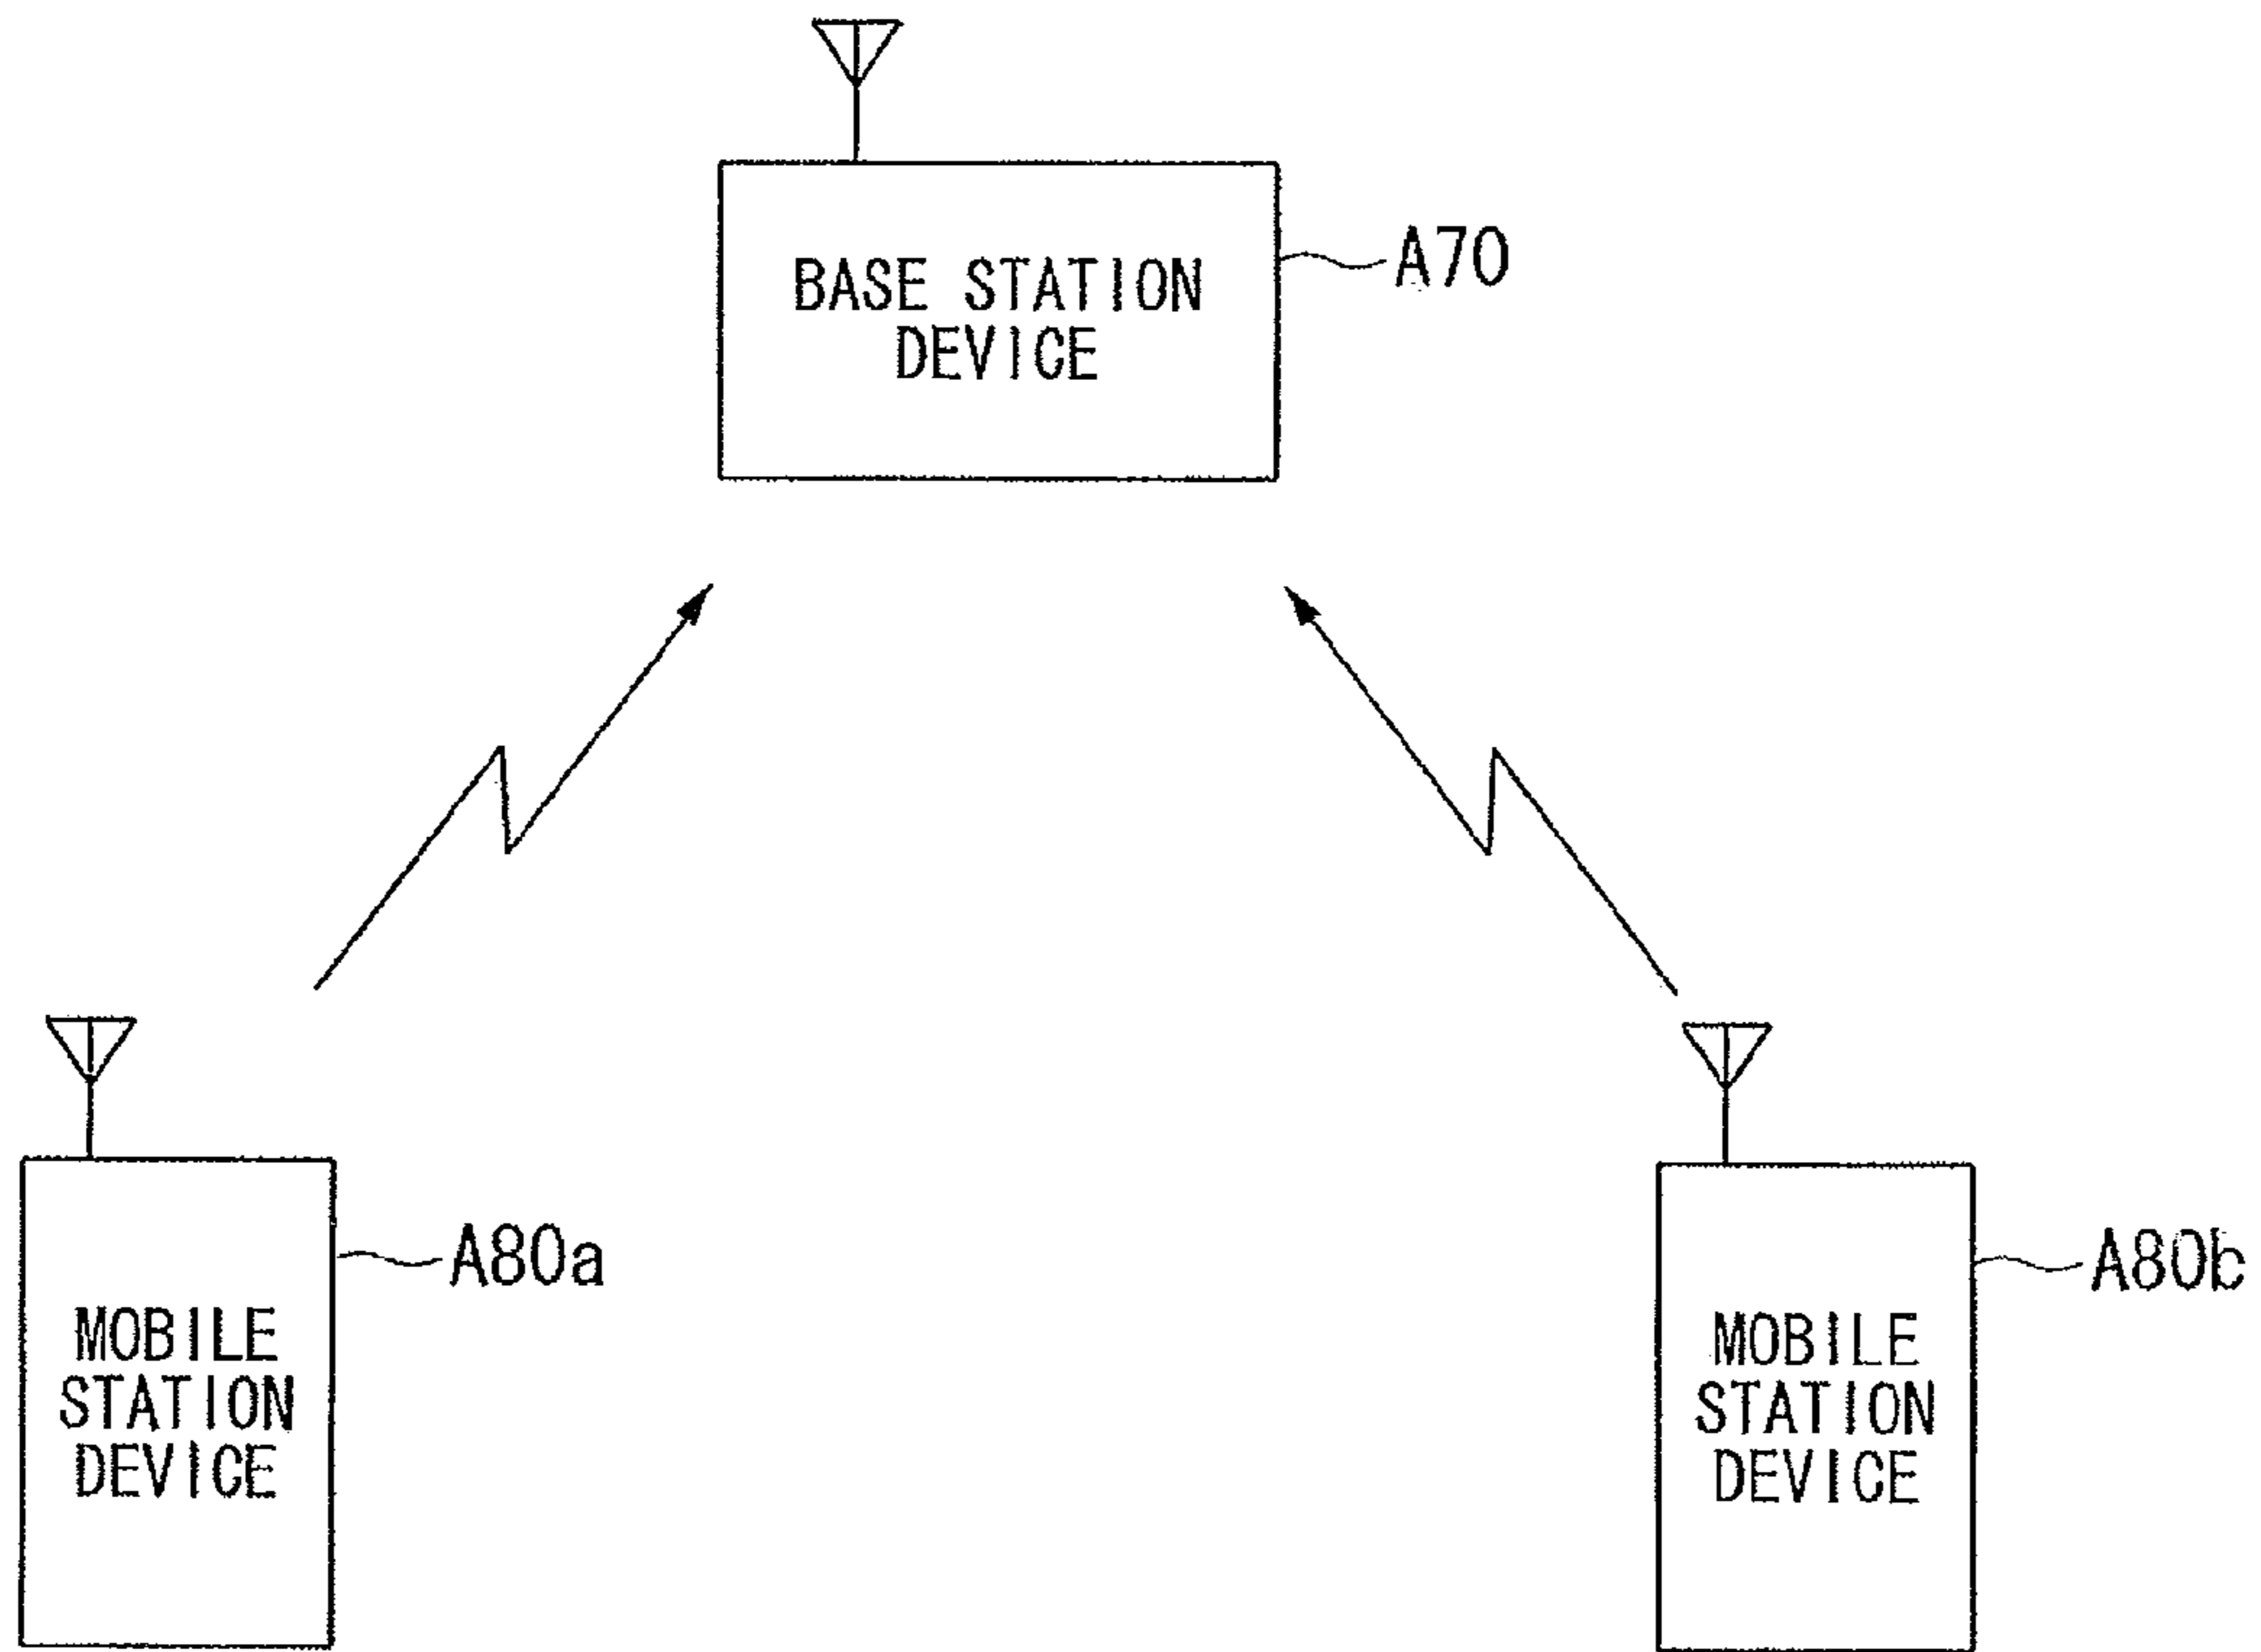 BASE STATION
DEVICE
A70
A80a
MOBILE
STATION
DEVICE
A80b
MOBILE
STATION
DEVICE